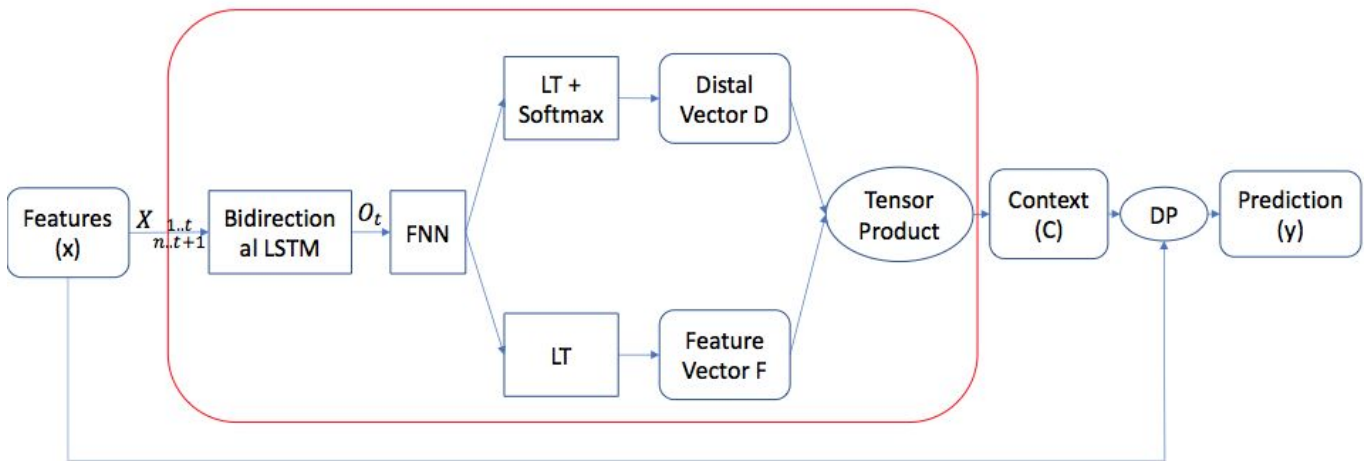 LT +
Softmax
Distal
Vector D
Features
(x)
X 1..t
n..t+1
Bidirection
al LSTM
O_t
FNN
Tensor
Product
Context
(C)
DP
Prediction
(y)
LT
Feature
Vector F